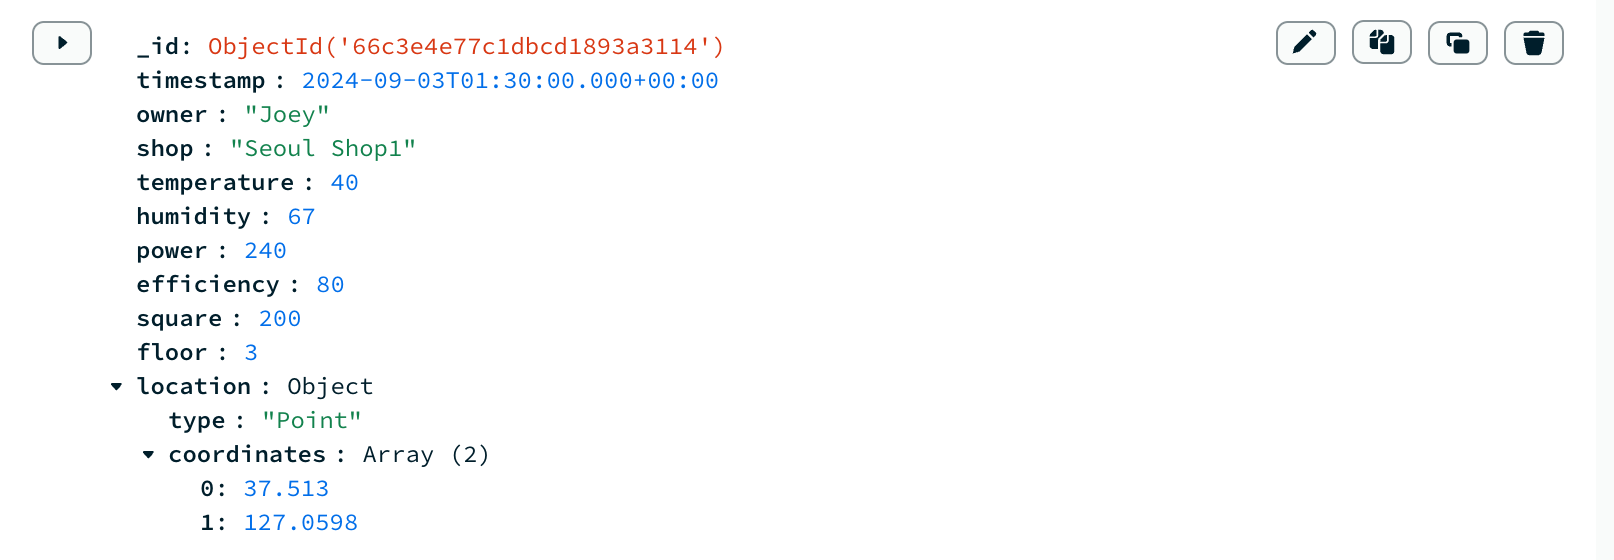 _id: ObjectId('66c3e4e77c1dbcd1893a3114')
timestamp : 2024-09-03T01:30:00.000+00:00
owner : "Joey"
shop : "Seoul Shop1"
temperature : 40
humidity : 67
power : 240
efficiency : 80
square : 200
floor : 3
location : Object
type : "Point"
coordinates : Array (2)
0: 37.513
1: 127.0598